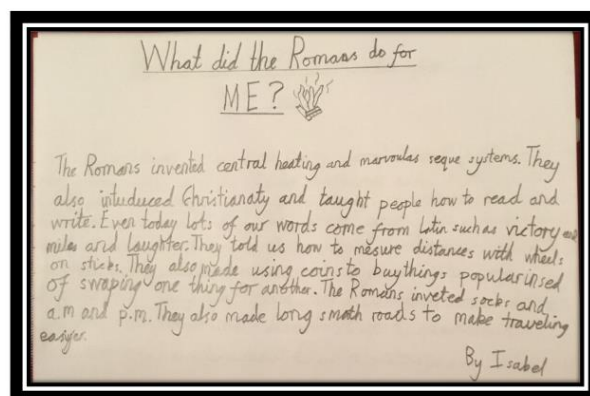 What did the Romans do for
ME?
The Romans invented central heating and marvoulas seque systems. They
also intuduced Christianaty and taught people how to read and
write. Even today lots of our words come from Latin such as victory and
miles and laughter. They told us how to mesure distances with wheels
on sticks. They also made using coins to buy things popular insed
of swaping one thing for another. The Romans inveted socks and
a.m and p.m. They also made long smoth roads to make traveling
easyer.
By Isabel